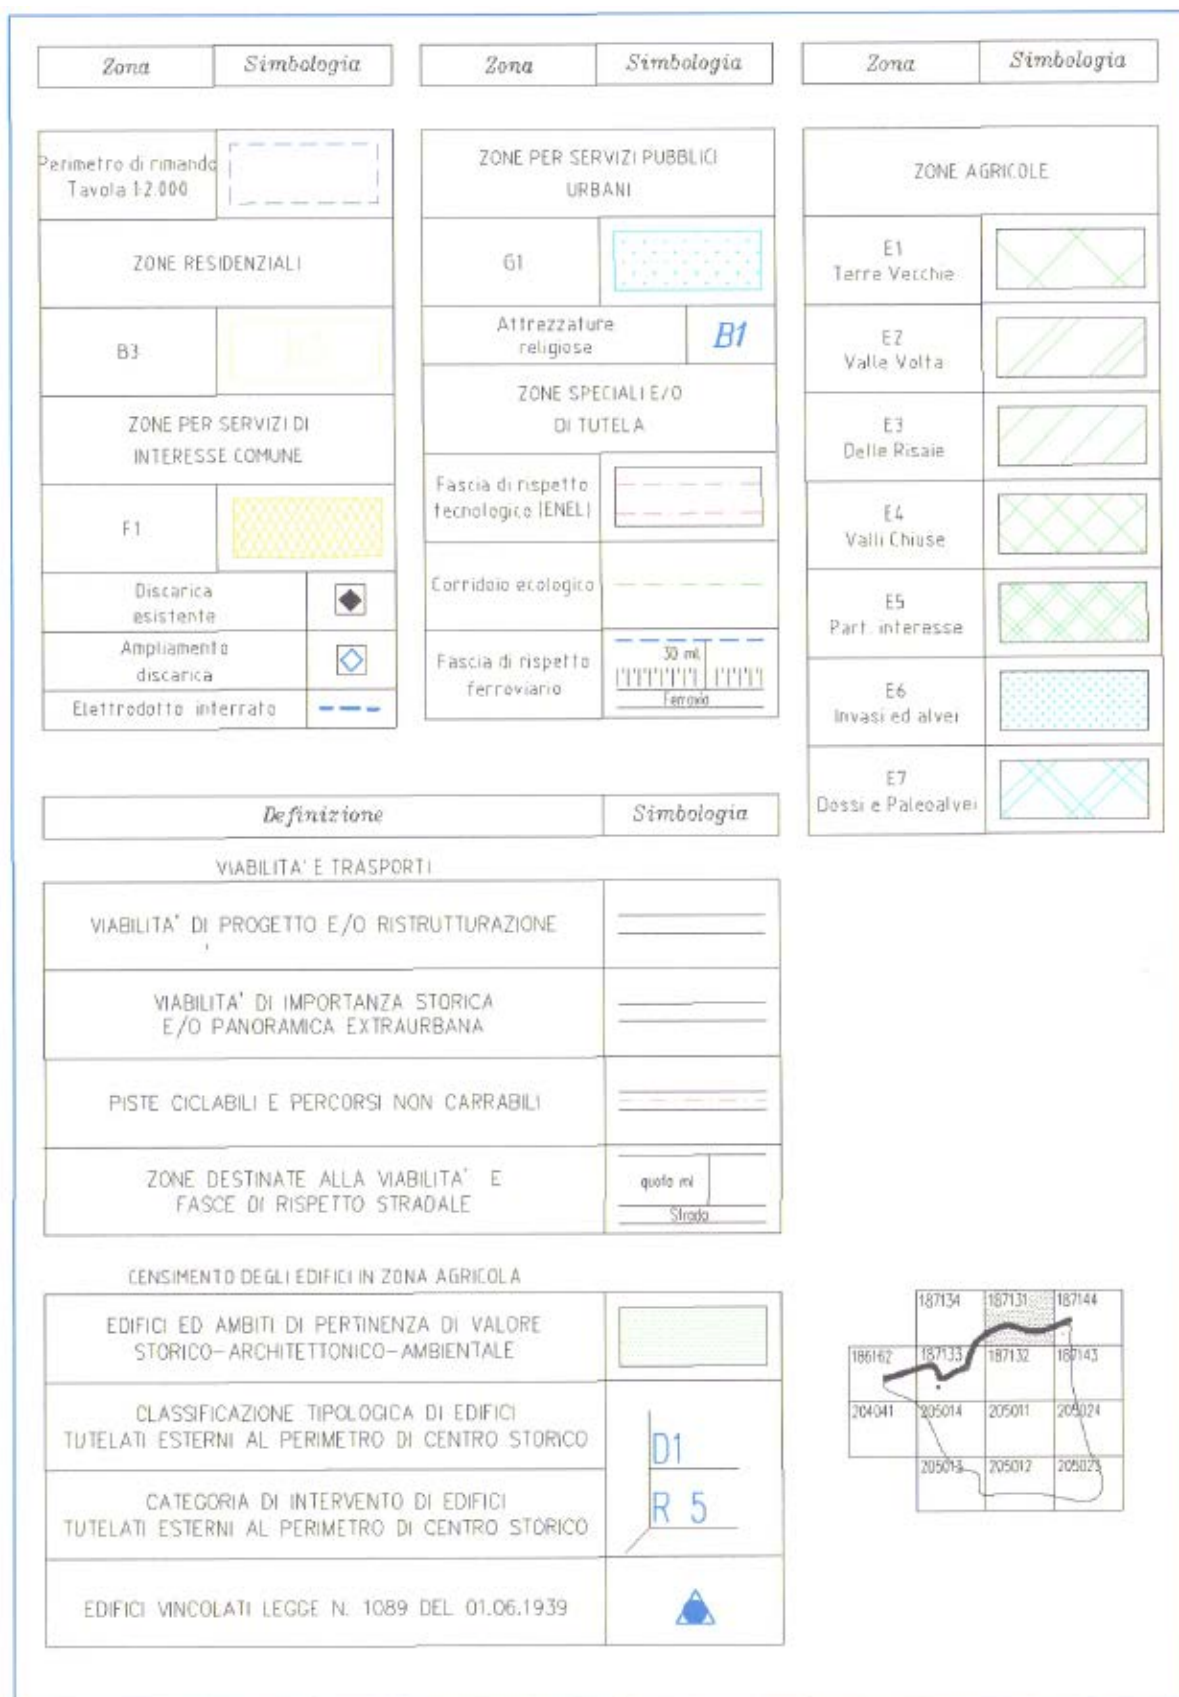 Zona Simbologia
Perimetro di rimando
Tavola 1:2.000
ZONE RESIDENZIALI
B3
ZONE PER SERVIZI DI
INTERESSE COMUNE
F1
Discarica
esistente
Ampliamento
discarica
Elettrodotto interrato
Zona Simbologia
ZONE PER SERVIZI PUBBLICI
URBANI
G1
Attrezzature
religiose
B1
ZONE SPECIALI E/O
DI TUTELA
Fascia di rispetto
tecnologico (ENEL)
Corridoio ecologico
Fascia di rispetto
ferroviario
30 ml.
Ferrovia
Zona Simbologia
ZONE AGRICOLE
E1
Terre Vecchie
E2
Valle Volta
E3
Delle Risaie
E4
Valli Chiuse
E5
Part. interesse
E6
Invasi ed alvei
E7
Dossi e Paleoalvei
Definizione Simbologia
VIABILITA' E TRASPORTI
VIABILITA' DI PROGETTO E/O RISTRUTTURAZIONE
VIABILITA' DI IMPORTANZA STORICA
E/O PANORAMICA EXTRAURBANA
PISTE CICLABILI E PERCORSI NON CARRABILI
ZONE DESTINATE ALLA VIABILITA' E
FASCE DI RISPETTO STRADALE
quota ml
Strada
CENSIMENTO DEGLI EDIFICI IN ZONA AGRICOLA
EDIFICI ED AMBITI DI PERTINENZA DI VALORE
STORICO-ARCHITETTONICO-AMBIENTALE
CLASSIFICAZIONE TIPOLOGICA DI EDIFICI
TUTELATI ESTERNI AL PERIMETRO DI CENTRO STORICO
D1
CATEGORIA DI INTERVENTO DI EDIFICI
TUTELATI ESTERNI AL PERIMETRO DI CENTRO STORICO
R 5
EDIFICI VINCOLATI LEGGE N. 1089 DEL 01.06.1939
187134 187131 187144
186162 187133 187132 187143
204041 205014 205011 205024
205013 205012 205023